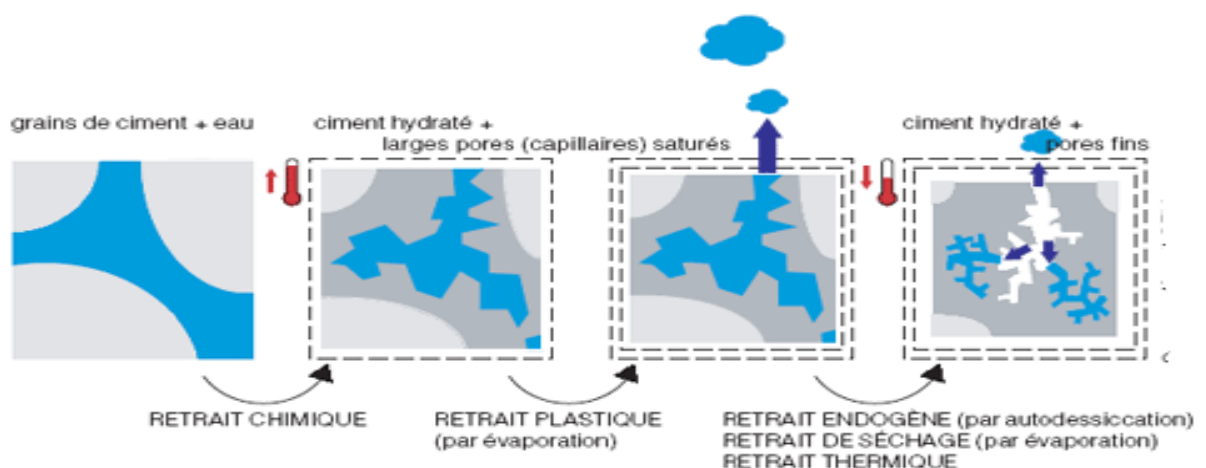 grains de ciment + eau
ciment hydraté +
larges pores (capillaires) saturés
ciment hydraté +
pores fins
RETRAIT CHIMIQUE
RETRAIT PLASTIQUE
(par évaporation)
RETRAIT ENDOGÈNE (par autodessiccation)
RETRAIT DE SÉCHAGE (par évaporation)
RETRAIT THERMIQUE